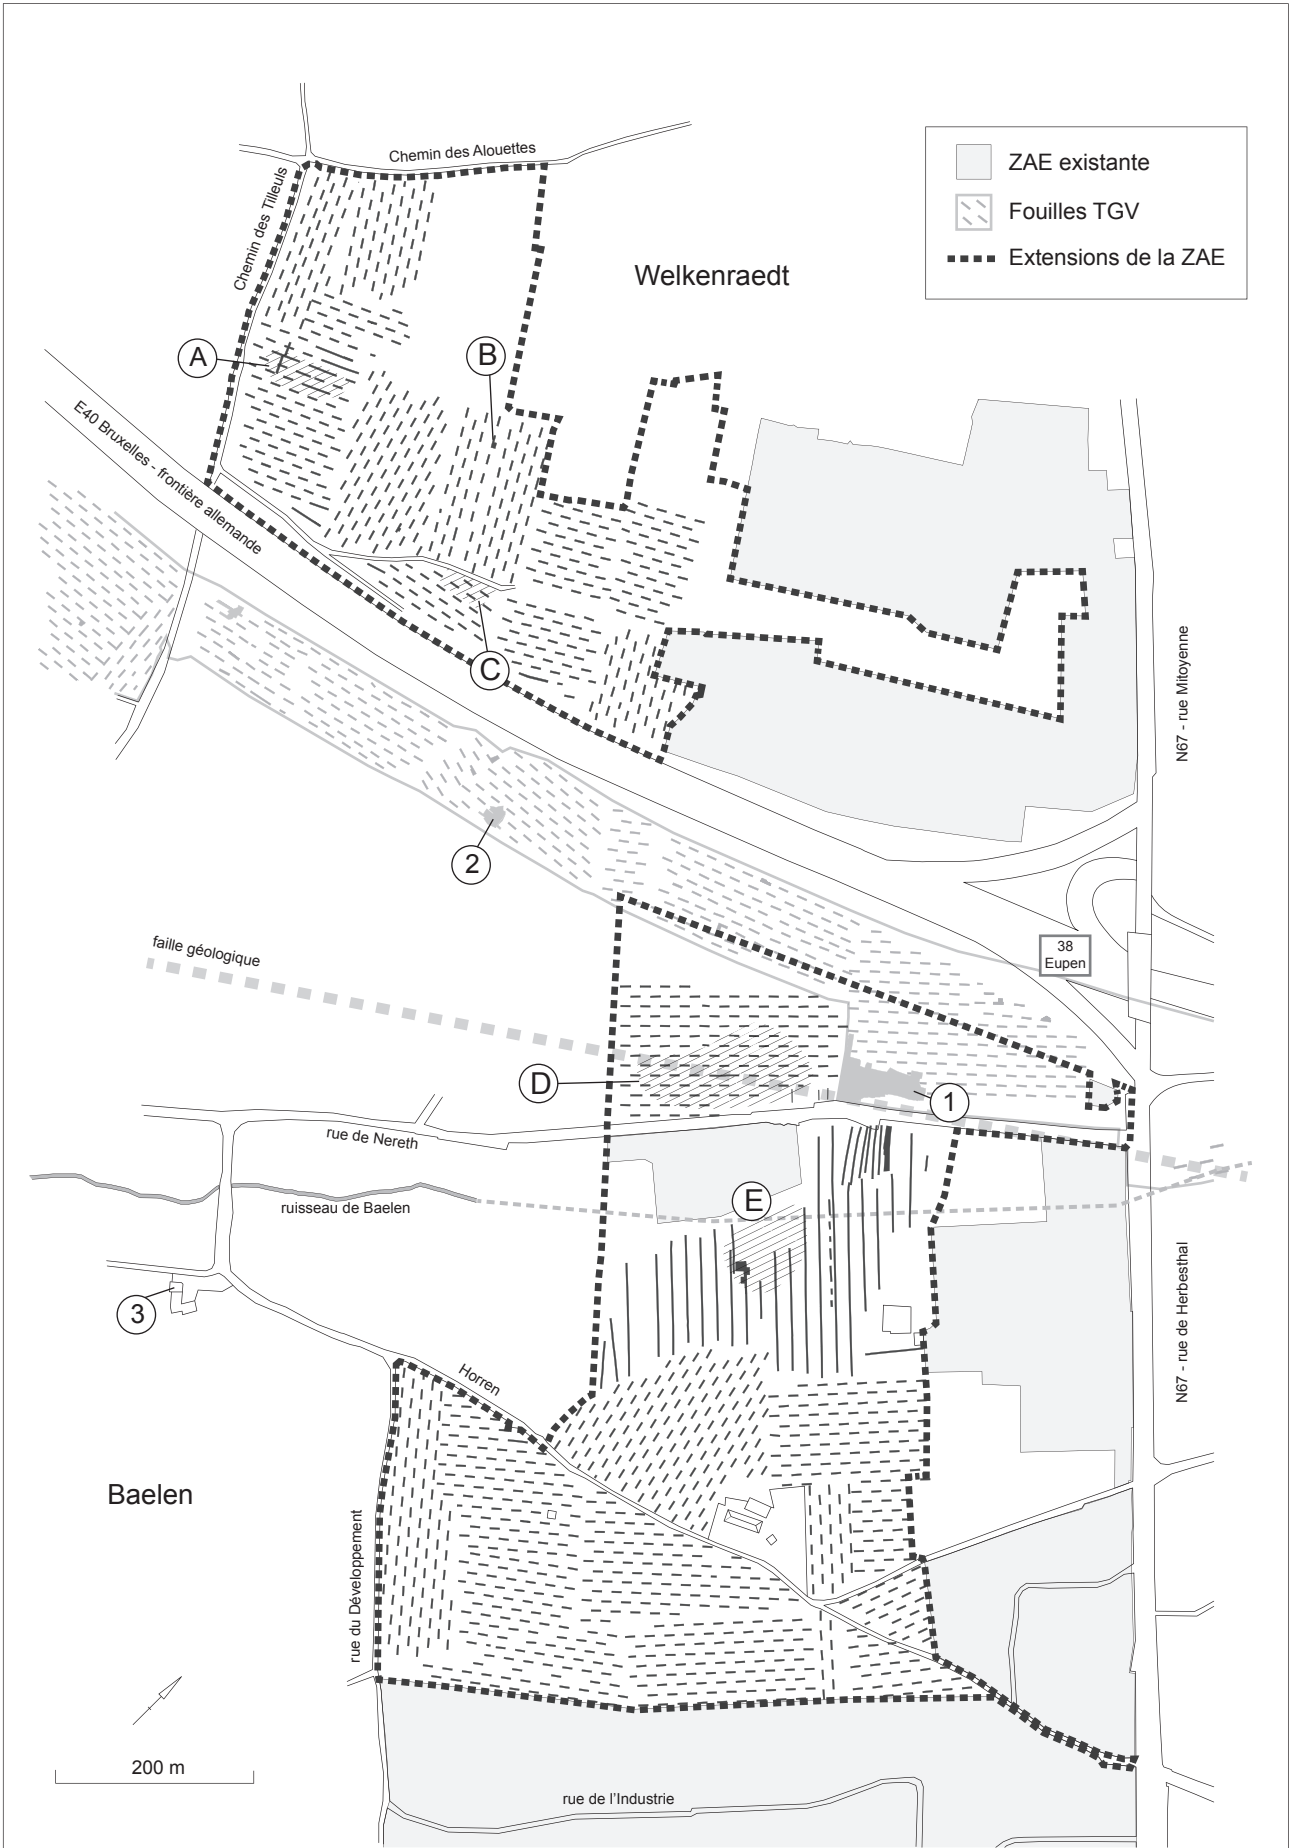 Chemin des Alouettes
ZAE existante
Fouilles TGV
Extensions de la ZAE
Chemin des Tilleuls
Welkenraedt
A
B
E40 Bruxelles - frontière allemande
C
N67 - rue Mitoyenne
2
faille géologique
38
Eupen
D
1
rue de Nereth
ruisseau de Baelen
E
3
N67 - rue de Herbesthal
Horren
Baelen
rue du Développement
200 m
rue de l'Industrie